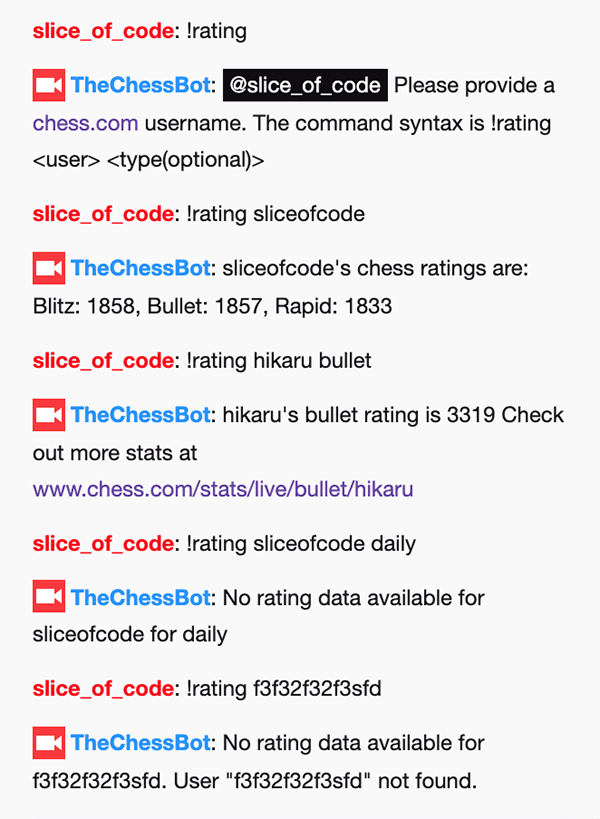 slice_of_code: !rating
TheChessBot: @slice_of_code Please provide a
chess.com username. The command syntax is !rating
<user> <type(optional)>
slice_of_code: !rating sliceofcode
TheChessBot: sliceofcode's chess ratings are:
Blitz: 1858, Bullet: 1857, Rapid: 1833
slice_of_code: !rating hikaru bullet
TheChessBot: hikaru's bullet rating is 3319 Check
out more stats at
www.chess.com/stats/live/bullet/hikaru
slice_of_code: !rating sliceofcode daily
TheChessBot: No rating data available for
sliceofcode for daily
slice_of_code: !rating f3f32f32f3sfd
TheChessBot: No rating data available for
f3f32f32f3sfd. User "f3f32f32f3sfd" not found.